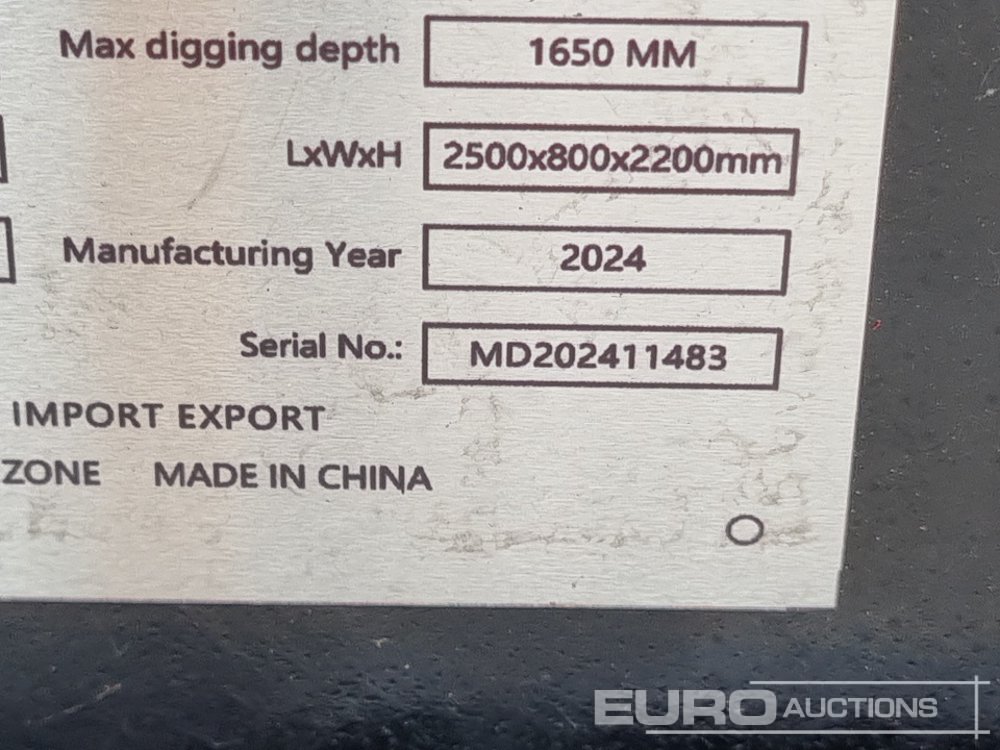 Max digging depth 1650 MM
LxWxH 2500x800x2200mm
Manufacturing Year 2024
Serial No.: MD202411483
IMPORT EXPORT
ZONE MADE IN CHINA
EURO AUCTIONS